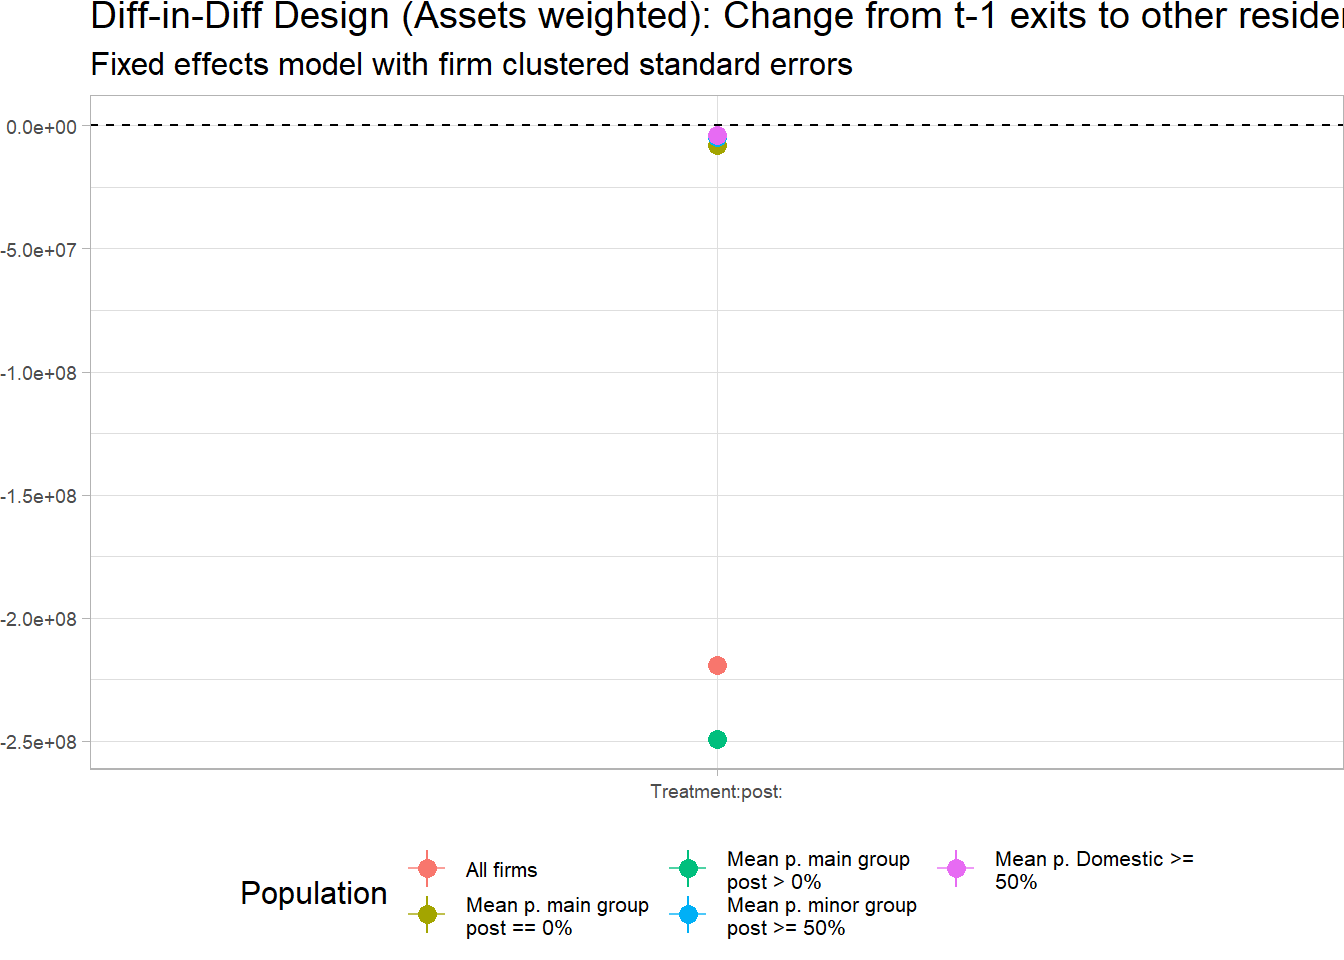 Diff-in-Diff Design (Assets weighted): Change from t-1 exits to other
Fixed effects model with firm clustered standard errors
0.0e+00
-5.0e+07
-1.0e+08
-1.5e+08
-2.0e+08
-2.5e+08
Treatment:post:
Population
All firms
Mean p. main group
post == 0%
Mean p. main group
post > 0%
Mean p. minor group
post >= 50%
Mean p. Domestic >=
50%